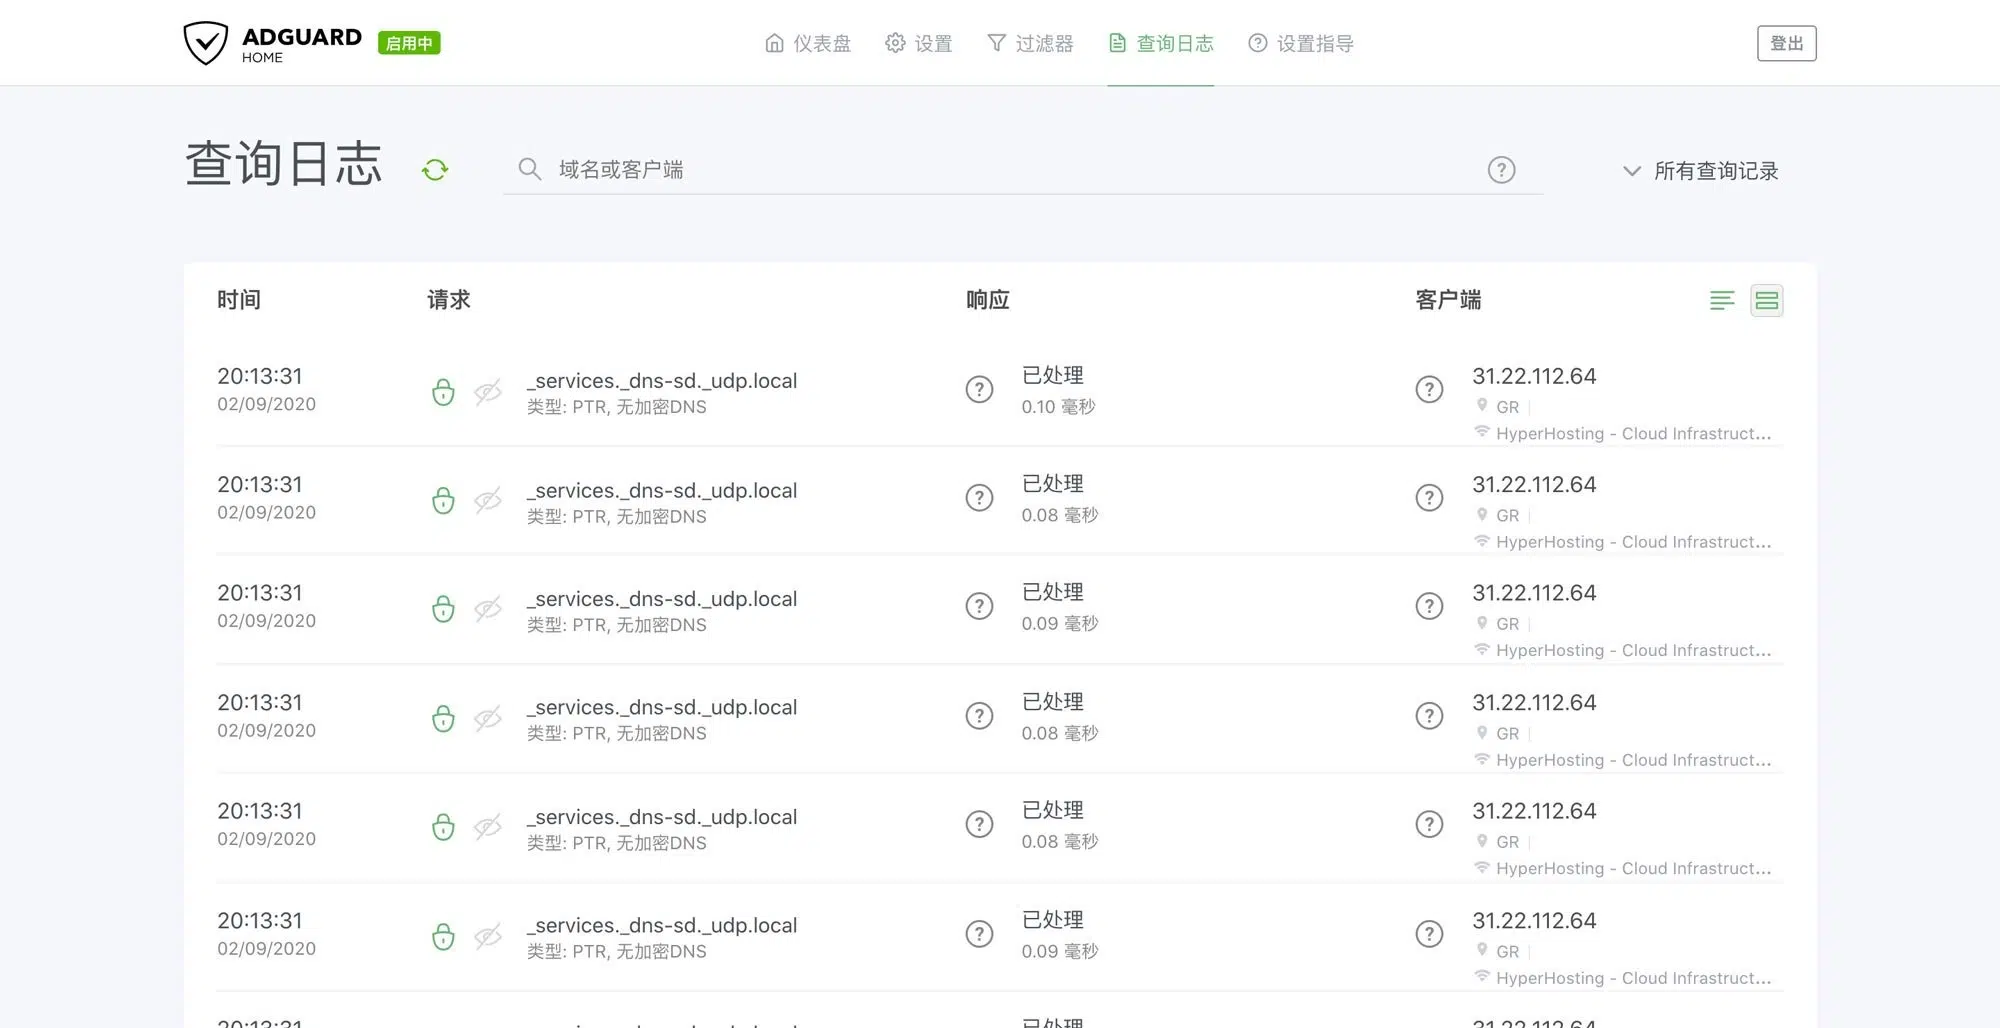 ADGUARD
HOME
启用中
仪表盘
设置
过滤器
查询日志
设置指导
登出
查询日志
域名或客户端
所有查询记录
时间 请求 响应 客户端
20:13:31
02/09/2020
_services._dns-sd._udp.local
类型: PTR, 无加密DNS
已处理
0.10 毫秒
31.22.112.64
GR
HyperHosting - Cloud Infrastruct...
20:13:31
02/09/2020
_services._dns-sd._udp.local
类型: PTR, 无加密DNS
已处理
0.08 毫秒
31.22.112.64
GR
HyperHosting - Cloud Infrastruct...
20:13:31
02/09/2020
_services._dns-sd._udp.local
类型: PTR, 无加密DNS
已处理
0.09 毫秒
31.22.112.64
GR
HyperHosting - Cloud Infrastruct...
20:13:31
02/09/2020
_services._dns-sd._udp.local
类型: PTR, 无加密DNS
已处理
0.08 毫秒
31.22.112.64
GR
HyperHosting - Cloud Infrastruct...
20:13:31
02/09/2020
_services._dns-sd._udp.local
类型: PTR, 无加密DNS
已处理
0.08 毫秒
31.22.112.64
GR
HyperHosting - Cloud Infrastruct...
20:13:31
02/09/2020
_services._dns-sd._udp.local
类型: PTR, 无加密DNS
已处理
0.09 毫秒
31.22.112.64
GR
HyperHosting - Cloud Infrastruct...